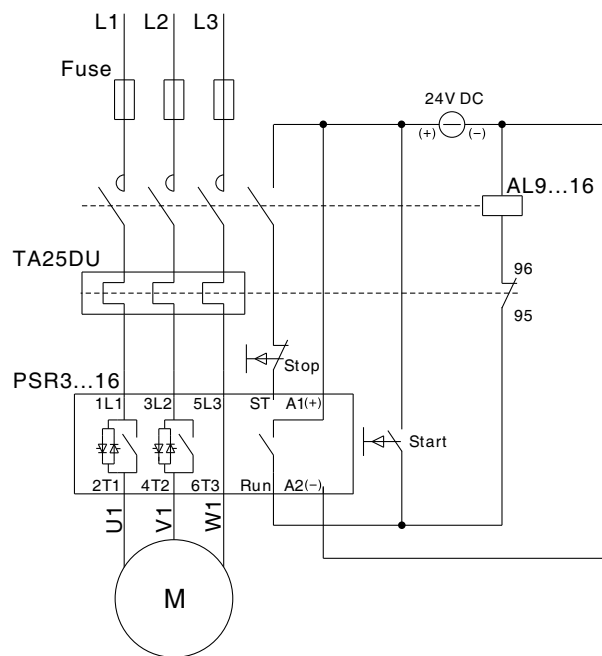 L1 L2 L3
Fuse
24V DC
(+) (−)
AL9...16
TA25DU
96
95
Stop
PSR3...16
1L1 3L2 5L3 ST A1(+)
Start
2T1 4T2 6T3 Run A2(−)
U1 V1 W1
M